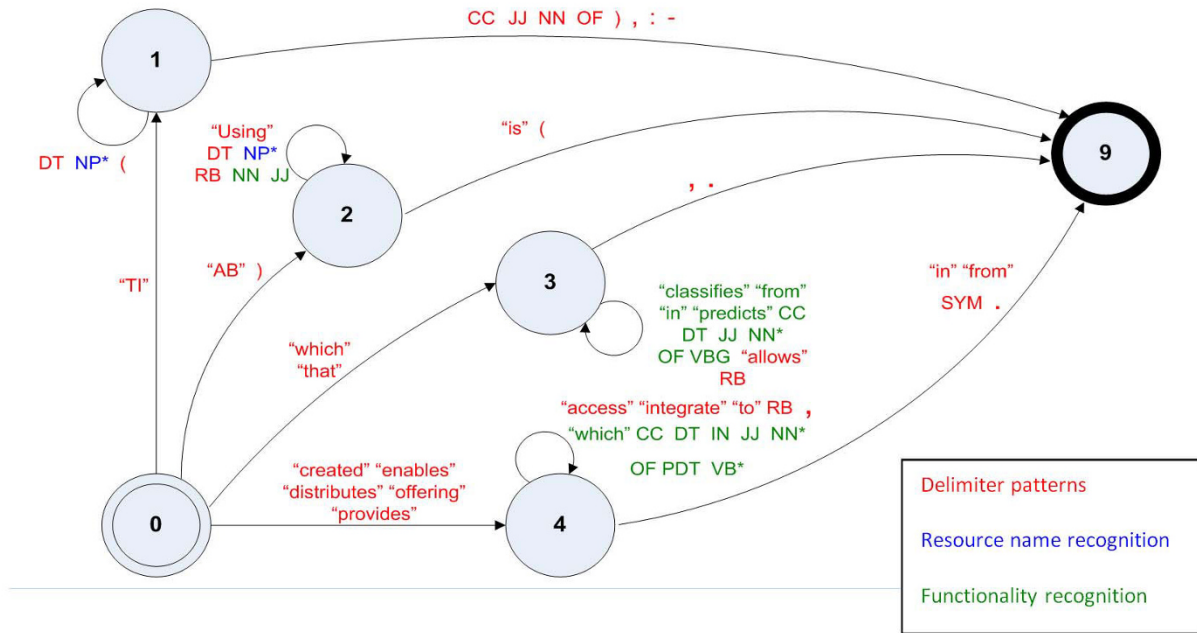 CC JJ NN OF ) , : -
1
“Using”
DT NP*
RB NN JJ
“is” (
9
DT NP* (
2
“AB” )
“TI”
3
, .
“classifies” “from”
“in” “predicts” CC
DT JJ NN*
OF VBG “allows”
RB
“in” “from”
SYM .
“which”
“that”
“access” “integrate” “to” RB ,
“which” CC DT IN JJ NN*
OF PDT VB*
“created” “enables”
“distributes” “offering”
“provides”
0
4
Delimiter patterns
Resource name recognition
Functionality recognition